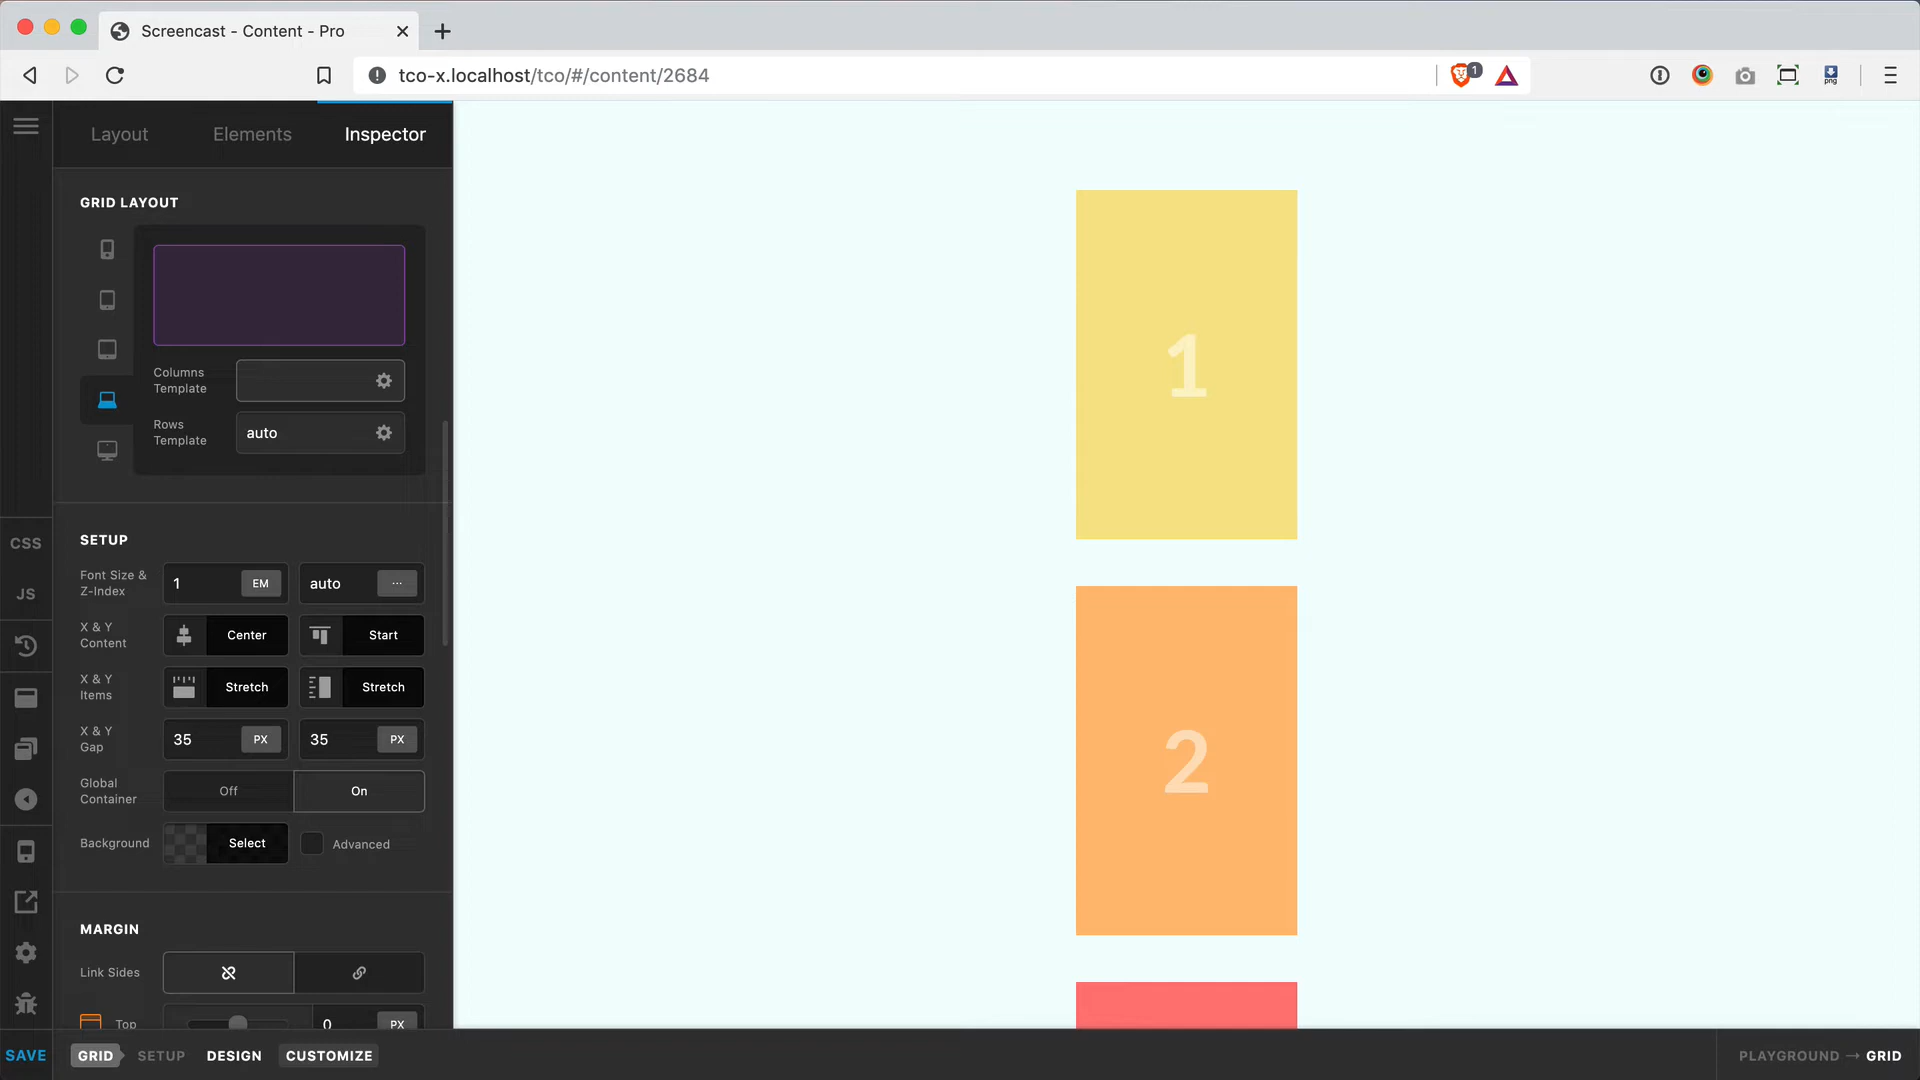 Screencast - Content - Pro
tco-x.localhost/tco/#/content/2684
1
png
Layout
Elements
Inspector
GRID LAYOUT
Columns
Template
Rows
Template
auto
SETUP
Font Size &
Z-Index
1
EM
auto
X & Y
Content
Center
Start
X & Y
Items
Stretch
Stretch
X & Y
Gap
35
PX
35
PX
Global
Container
Off
On
Background
Select
Advanced
MARGIN
Link Sides
Top
0
PX
CSS
JS
1
2
SAVE
GRID
SETUP
DESIGN
CUSTOMIZE
PLAYGROUND → GRID